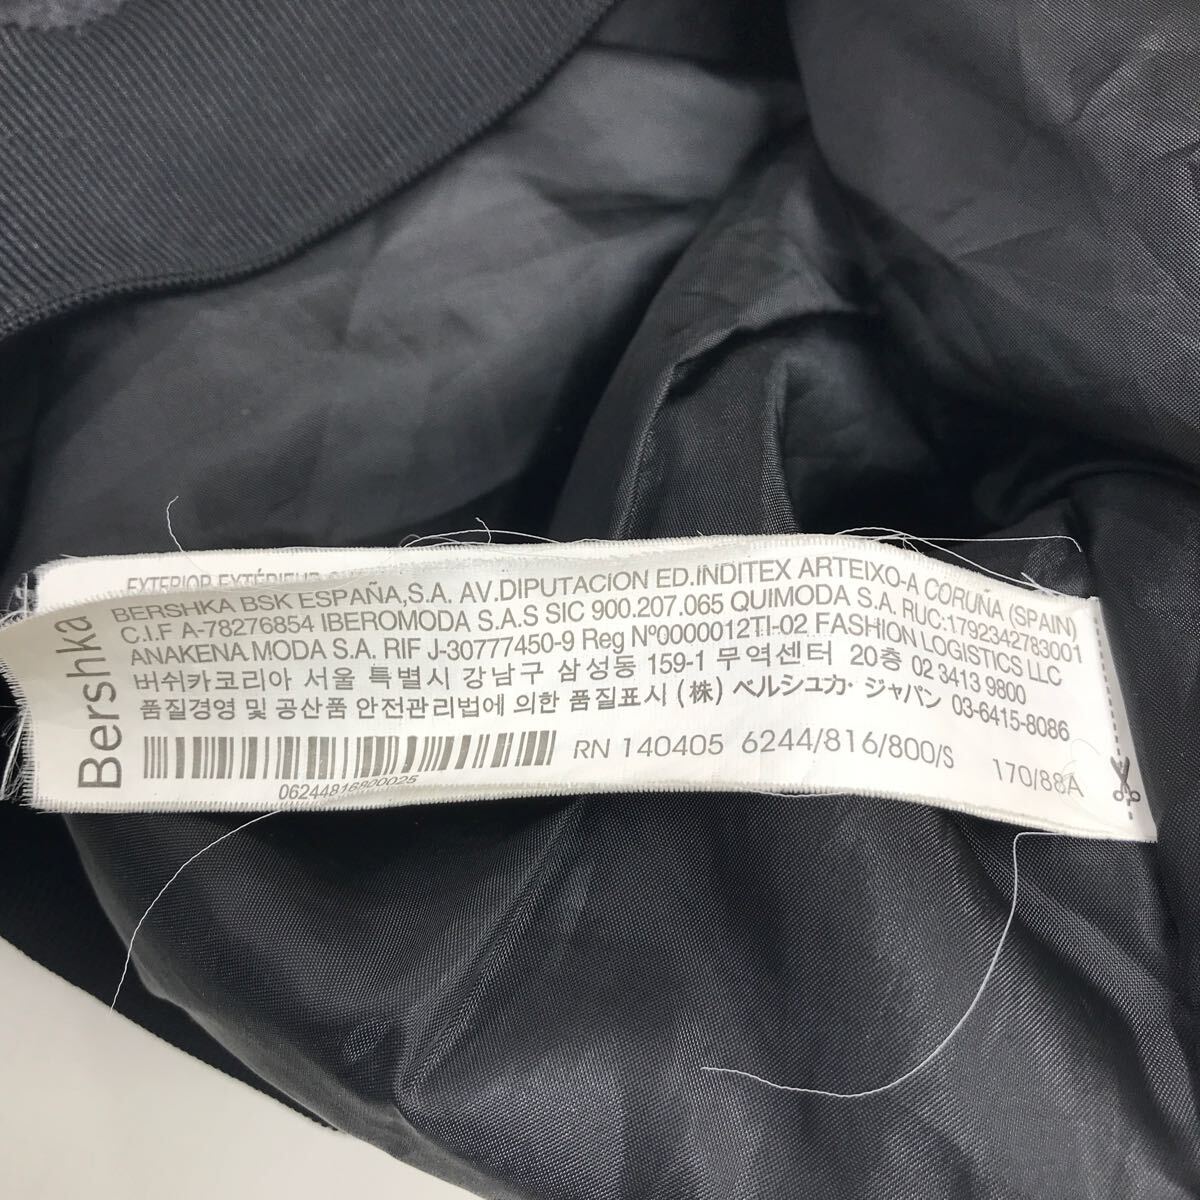 EXTERIOR EXTÉRIEUR
Bershka
BERSHKA BSK ESPAÑA,S.A. AV.DIPUTACION ED.INDITEX ARTEIXO-A CORUÑA (SPAIN)
C.I.F A-78276854 IBEROMODA S.A.S SIC 900.207.065 QUIMODA S.A. RUC:1792342783001
ANAKENA MODA S.A. RIF J-30777450-9 Reg Nº0000012TI-02 FASHION LOGISTICS LLC
버쉬카코리아 서울 특별시 강남구 삼성동 159-1 무역센터 20층 02 3413 9800
품질경영 및 공산품 안전관리법에 의한 품질표시 (株) ベルシュカ・ジャパン 03-6415-8086
RN 140405 6244/816/800/S 170/88A
06244816800025